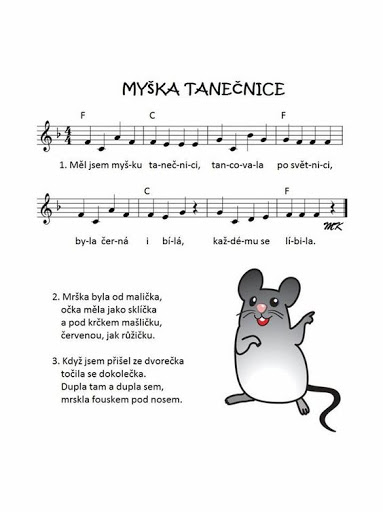 MYŠKA TANEČNICE
F C F
1. Měl jsem myš-ku ta-neč-ni-ci, tan-co-va-la po svět-ni-ci,
C F
by-la čer-ná i bí-lá, kaž-dé-mu se lí-bi-la.
MK
2. Mrška byla od malička,
očka měla jako sklíčka
a pod krčkem mašličku,
červenou, jak růžičku.
3. Když jsem přišel ze dvorečka
točila se dokolečka.
Dupla tam a dupla sem,
mrskla fouskem pod nosem.